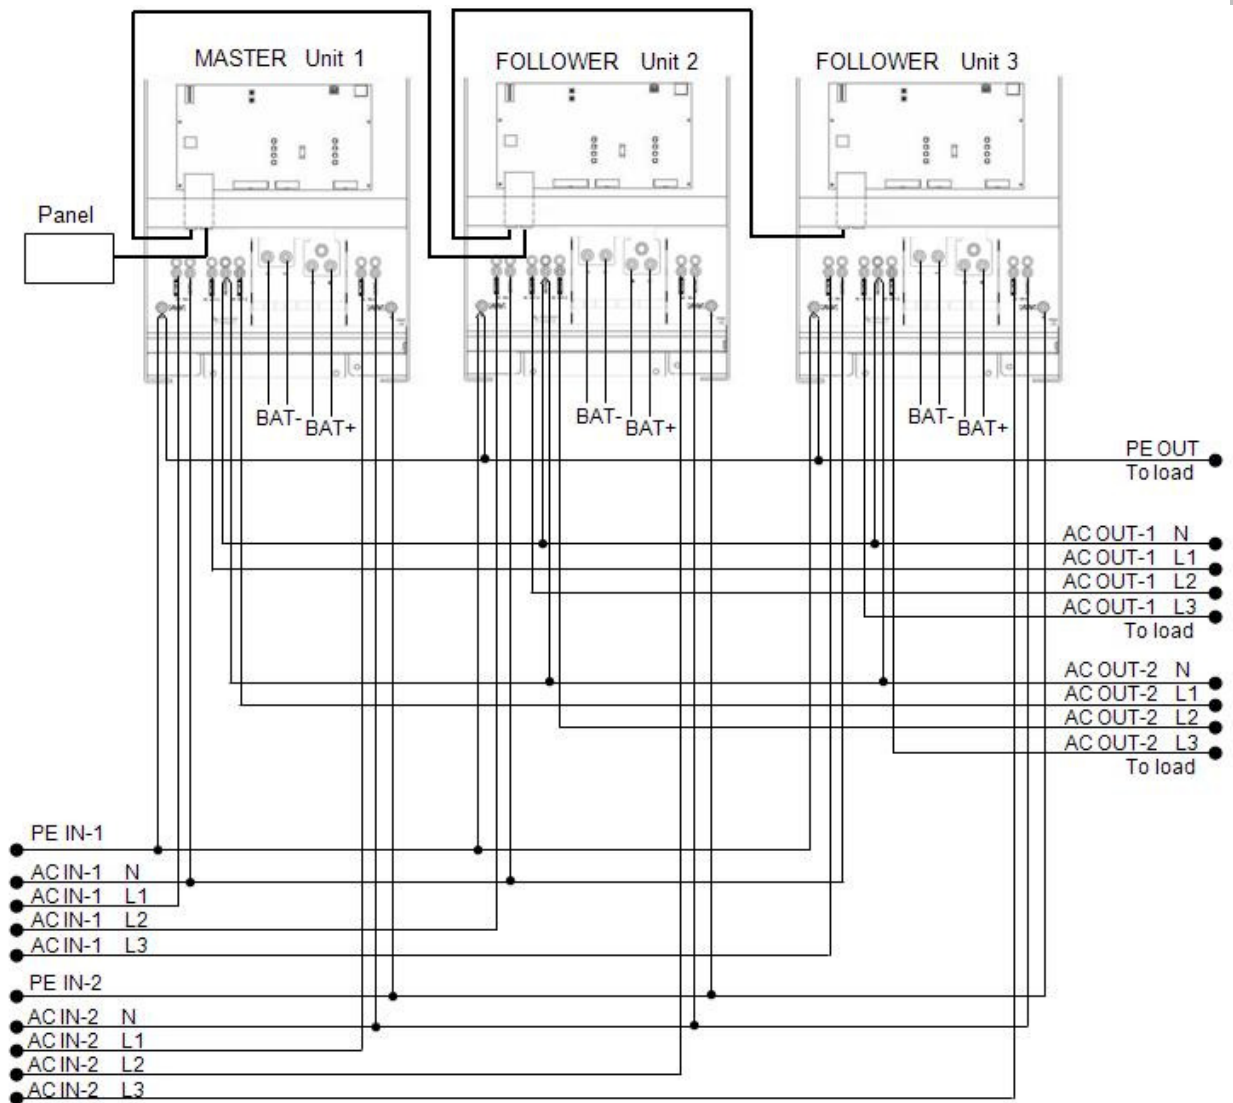 MASTER Unit 1
FOLLOWER Unit 2
FOLLOWER Unit 3
Panel
BAT-
BAT+
BAT-
BAT+
BAT-
BAT+
PE OUT
To load
AC OUT-1 N
AC OUT-1 L1
AC OUT-1 L2
AC OUT-1 L3
To load
AC OUT-2 N
AC OUT-2 L1
AC OUT-2 L2
AC OUT-2 L3
To load
PE IN-1
AC IN-1 N
AC IN-1 L1
AC IN-1 L2
AC IN-1 L3
PE IN-2
AC IN-2 N
AC IN-2 L1
AC IN-2 L2
AC IN-2 L3